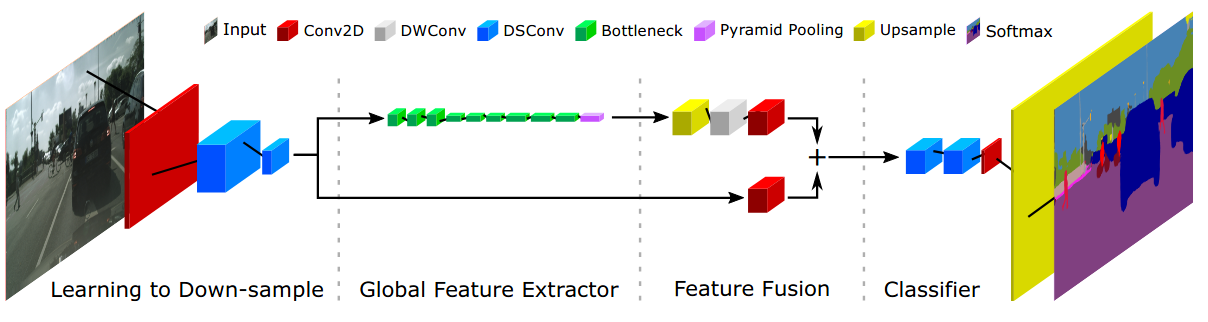 Input Conv2D DWConv DSConv Bottleneck Pyramid Pooling Upsample Softmax
+
Learning to Down-sample Global Feature Extractor Feature Fusion Classifier